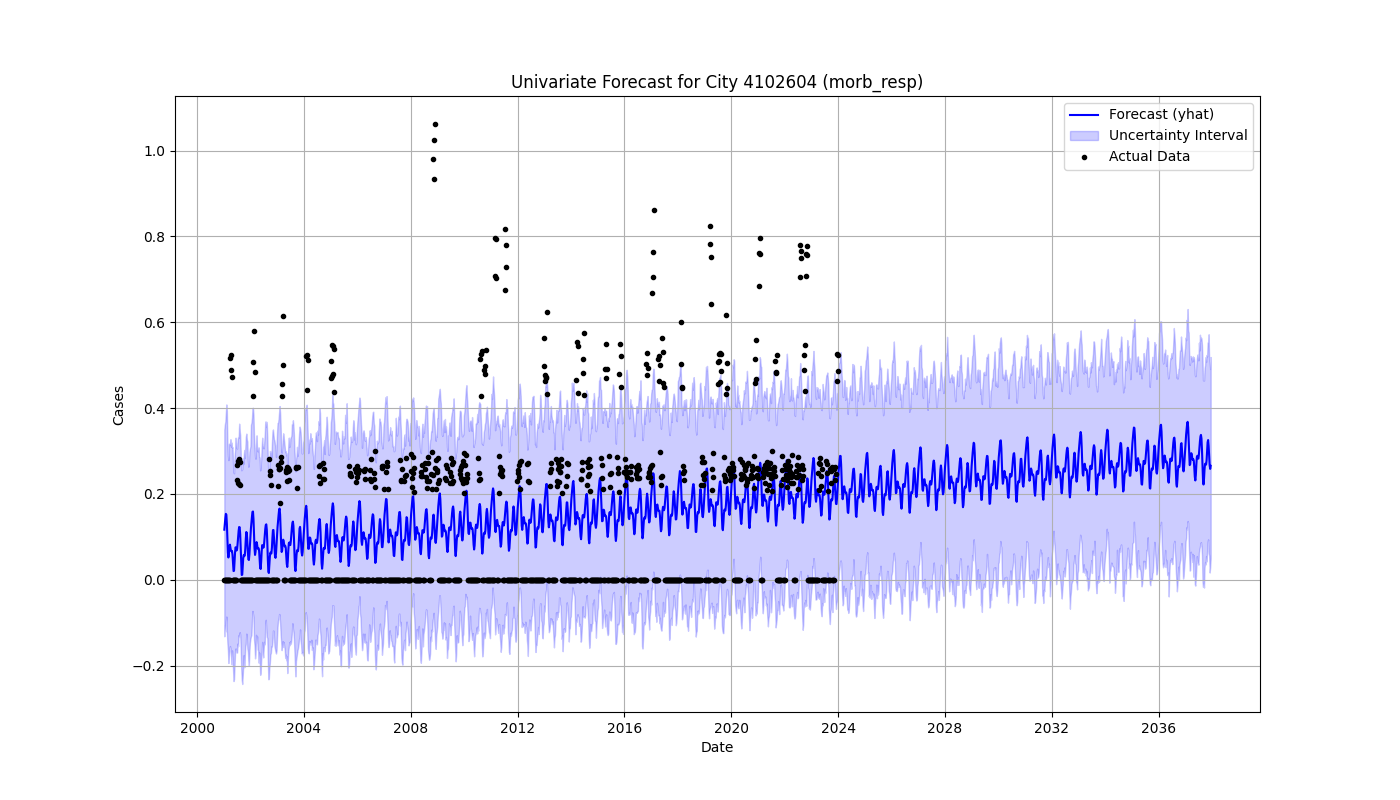 Univariate Forecast for City 4102604 (morb_resp)
Forecast (yhat)
Uncertainty Interval
Actual Data
Cases
1.0
0.8
0.6
0.4
0.2
0.0
−0.2
2000 2004 2008 2012 2016 2020 2024 2028 2032 2036
Date